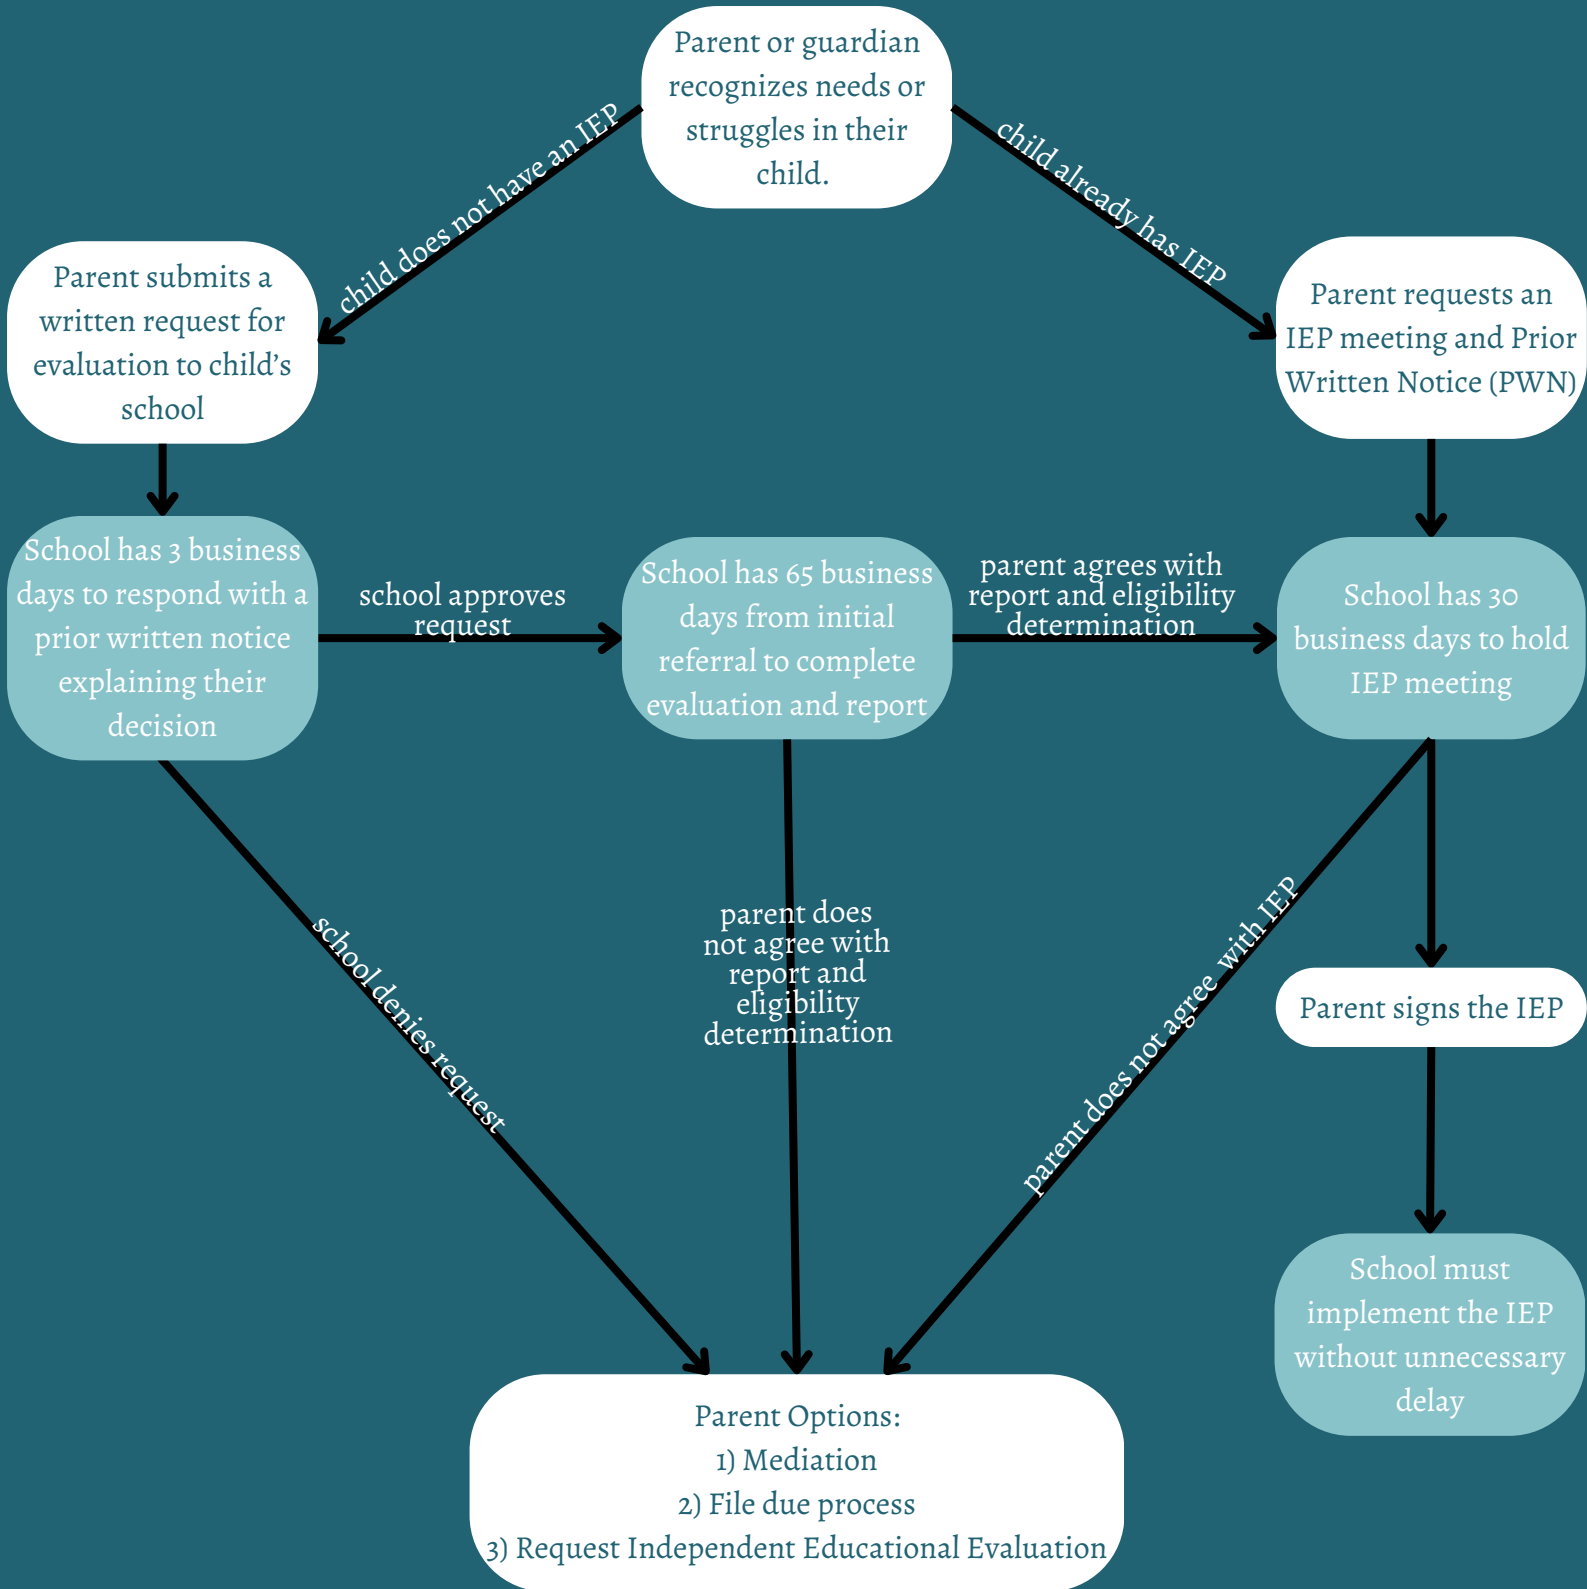 Parent or guardian
recognizes needs or
struggles in their
child.
child does not have an IEP
child already has IEP
Parent submits a
written request for
evaluation to child's
school
Parent requests an
IEP meeting and Prior
Written Notice (PWN)
School has 3 business
days to respond with a
prior written notice
explaining their
decision
school approves
request
School has 65 business
days from initial
referral to complete
evaluation and report
parent agrees with
report and eligibility
determination
School has 30
business days to hold
IEP meeting
school denies request
parent does
not agree with
report and
eligibility
determination
parent does not agree with IEP
Parent signs the IEP
School must
implement the IEP
without unnecessary
delay
Parent Options:
1) Mediation
2) File due process
3) Request Independent Educational Evaluation